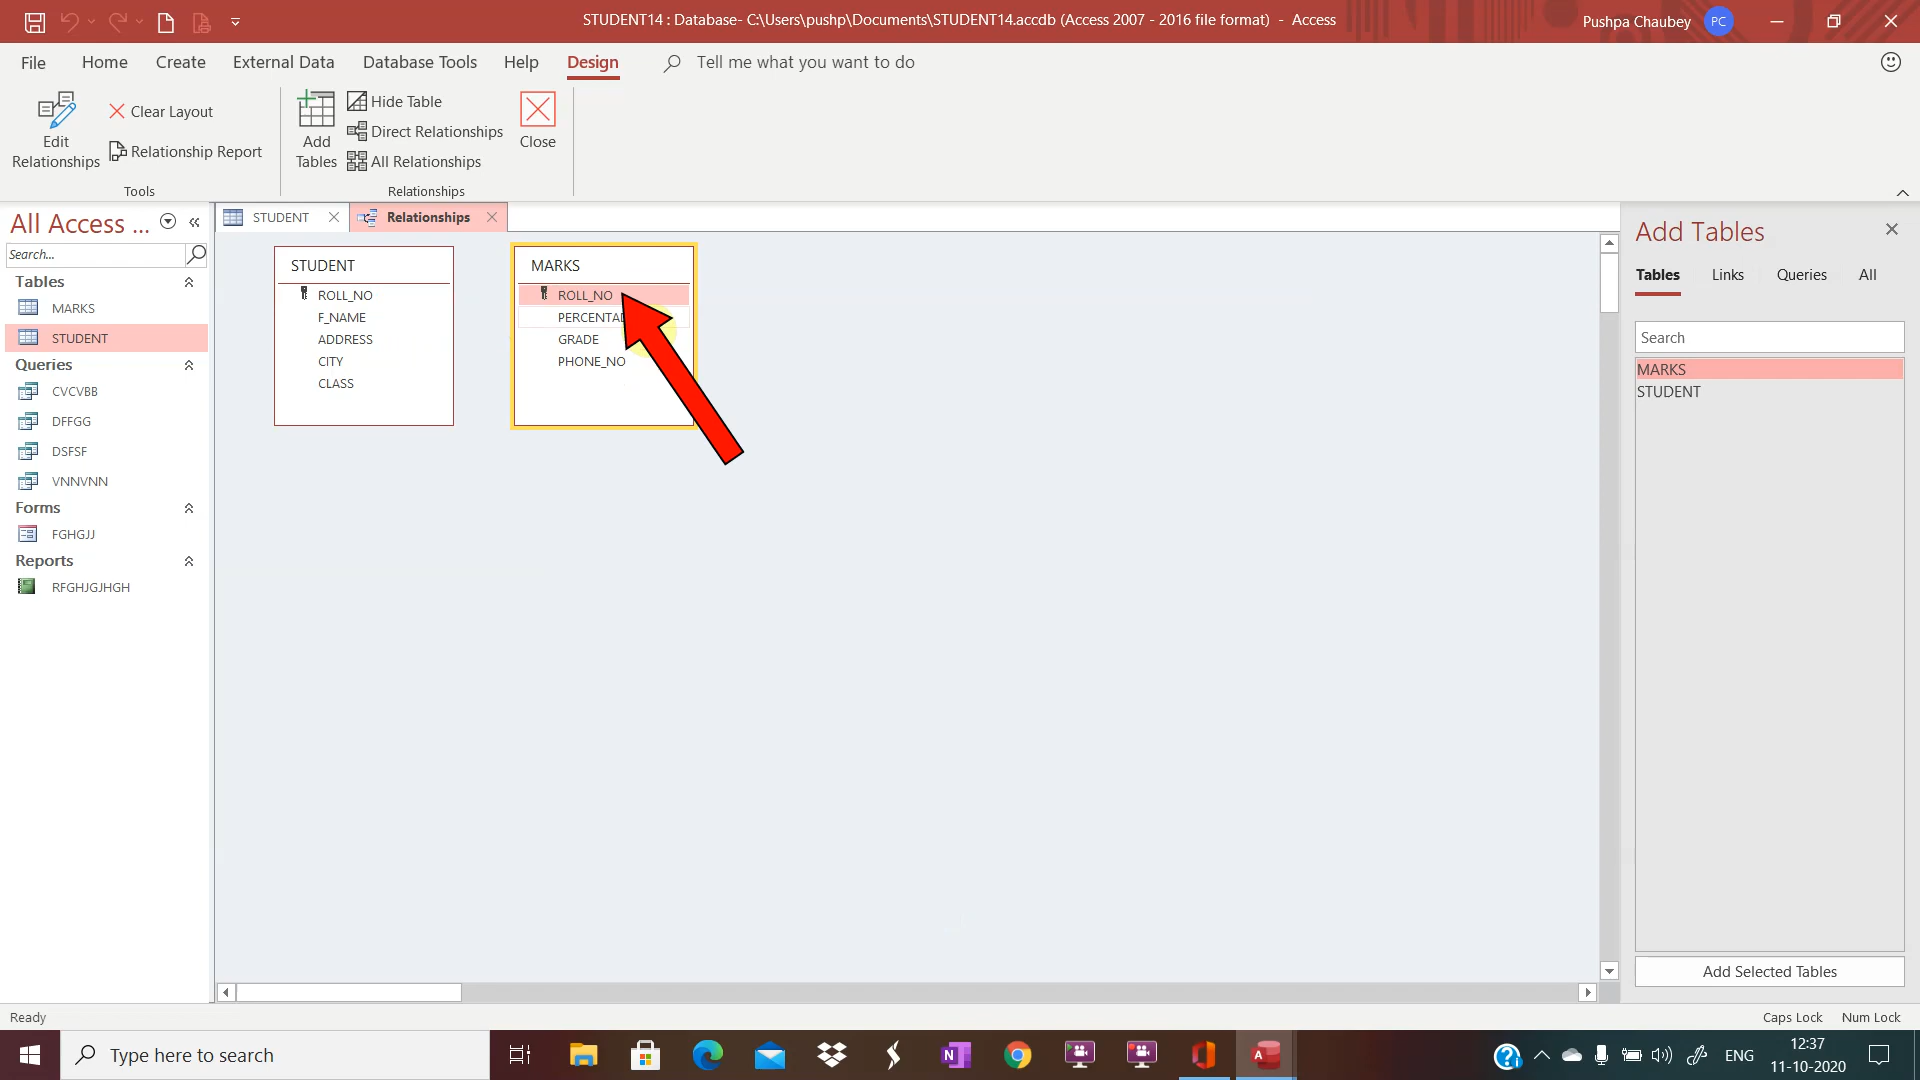 STUDENT14 : Database- C:\Users\pushp\Documents\STUDENT14.accdb (Access 2007 - 2016 file format) - Access
Pushpa Chaubey
PC
File Home Create External Data Database Tools Help Design Tell me what you want to do
Edit Relationships
Clear Layout
Relationship Report
Tools
Add Tables
Hide Table
Direct Relationships
All Relationships
Close
Relationships
All Access ...
Search...
Tables
MARKS
STUDENT
Queries
CVCVBB
DFFGG
DSFSF
VNNVNN
Forms
FGHGJJ
Reports
RFGHJGJHGH
STUDENT
Relationships
STUDENT
ROLL_NO
F_NAME
ADDRESS
CITY
CLASS
MARKS
ROLL_NO
GRADE
PHONE_NO
Add Tables
Tables Links Queries All
Search
MARKS
STUDENT
Add Selected Tables
Ready
Caps Lock Num Lock
Type here to search
ENG
12:37
11-10-2020